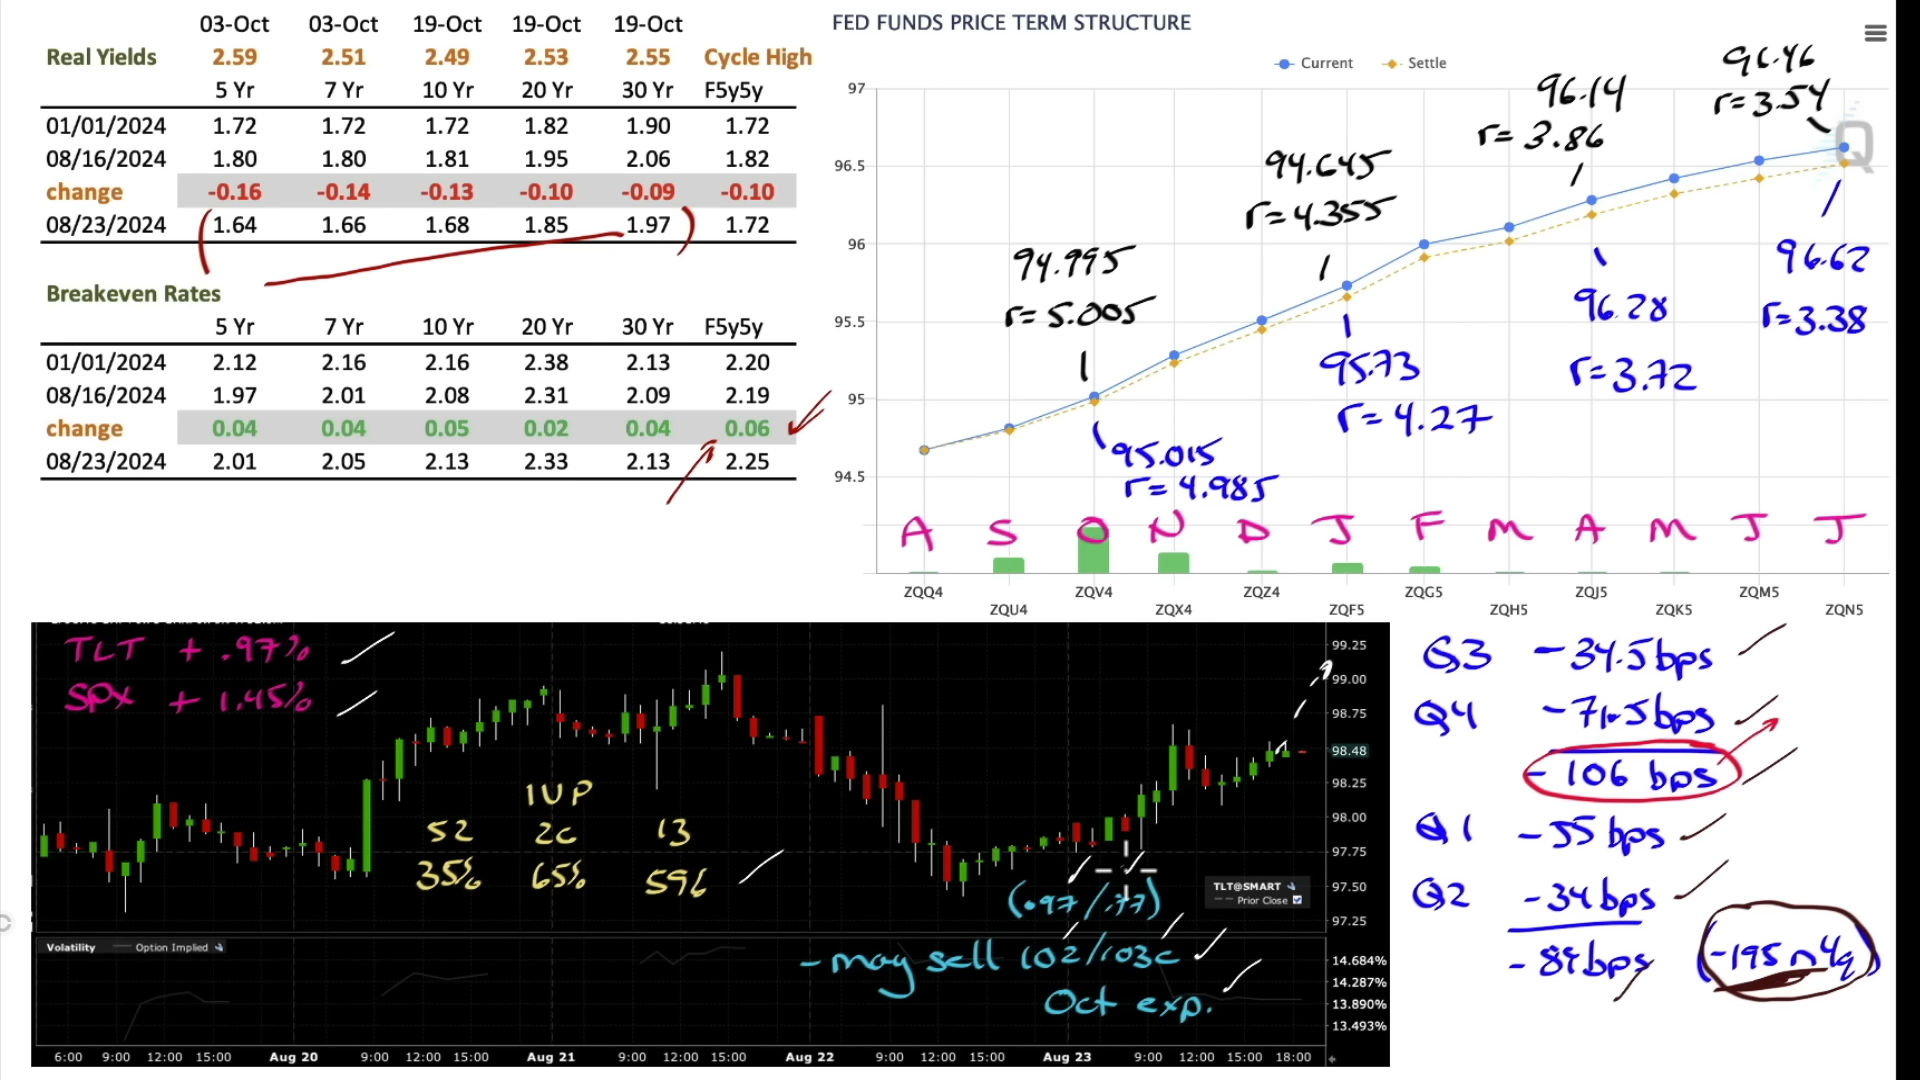 03-Oct 03-Oct 19-Oct 19-Oct 19-Oct
Real Yields 2.59 2.51 2.49 2.53 2.55 Cycle High
5 Yr 7 Yr 10 Yr 20 Yr 30 Yr F5y5y
01/01/2024 1.72 1.72 1.72 1.82 1.90 1.72
08/16/2024 1.80 1.80 1.81 1.95 2.06 1.82
change -0.16 -0.14 -0.13 -0.10 -0.09 -0.10
08/23/2024 1.64 1.66 1.68 1.85 1.97 1.72
Breakeven Rates
5 Yr 7 Yr 10 Yr 20 Yr 30 Yr F5y5y
01/01/2024 2.12 2.16 2.16 2.38 2.13 2.20
08/16/2024 1.97 2.01 2.08 2.31 2.09 2.19
change 0.04 0.04 0.05 0.02 0.04 0.06
08/23/2024 2.01 2.05 2.13 2.33 2.13 2.25
FED FUNDS PRICE TERM STRUCTURE
Current Settle
97
96.5
96
95.5
95
94.5
94.995
r=5.005
94.645
r=4.355
96.14
r=3.86
96.46
r=3.54
95.015
r=4.985
95.73
r=4.27
96.28
r=3.72
96.62
r=3.38
Q
A S O N D J F M A M J J
ZQQ4 ZQV4 ZQZ4 ZQG5 ZQJ5 ZQM5
ZQU4 ZQX4 ZQF5 ZQH5 ZQK5 ZQN5
TLT + .97%
SPX + 1.45%
1UP
52 2c 13
35% 65% 596
(.97/.77)
- may sell 102/103c
Oct exp.
TLT@SMART
Prior Close
Volatility Option Implied
99.25
99.00
98.75
98.48
98.25
98.00
97.75
97.50
97.25
14.684%
14.287%
13.890%
13.493%
6:00 9:00 12:00 15:00 Aug 20 9:00 12:00 15:00 Aug 21 9:00 12:00 15:00 Aug 22 9:00 12:00 15:00 Aug 23 9:00 12:00 15:00 18:00
Q3 -34.5bps
Q4 -71.5bps
- 106 bps
Q1 -55bps
Q2 -34bps
- 89bps
(-195 n4q)